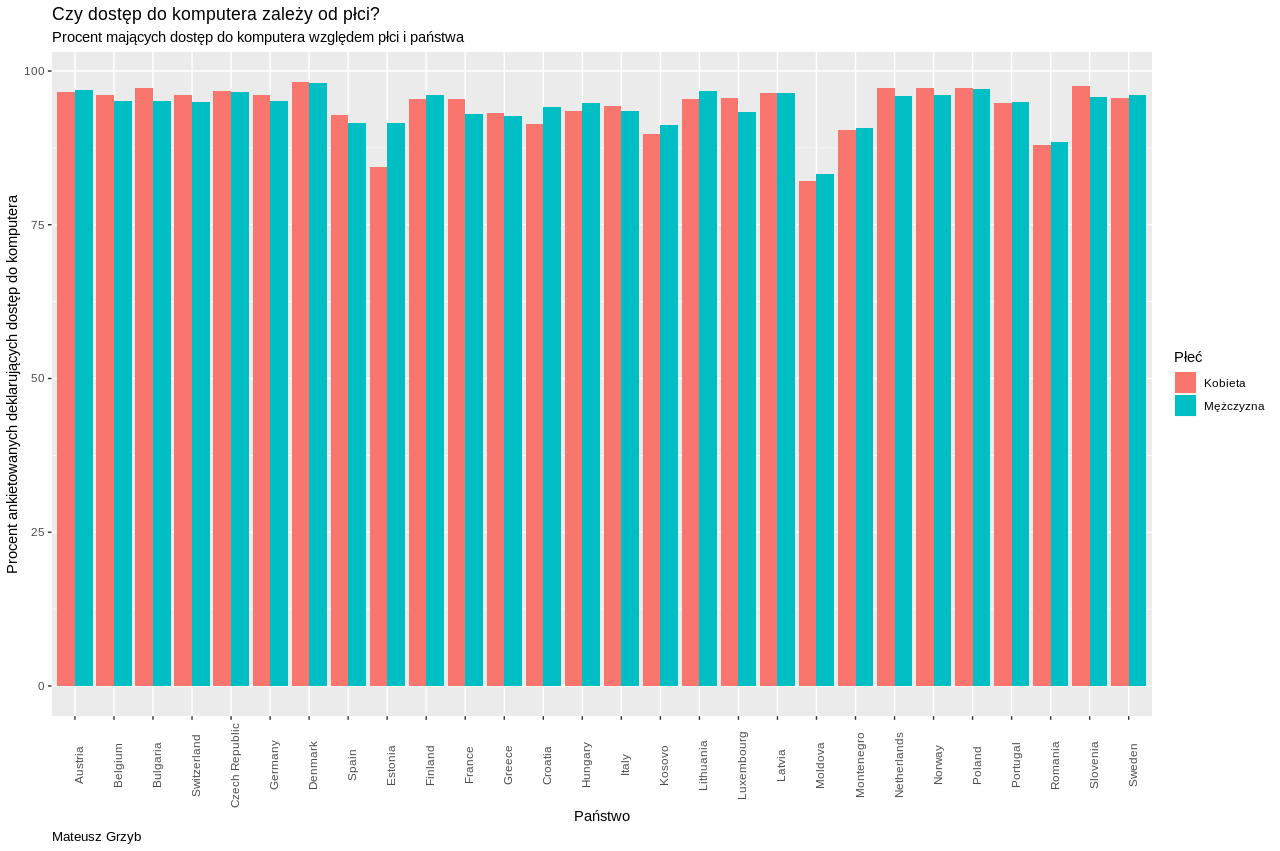 Czy dostęp do komputera zależy od płci?
Procent mających dostęp do komputera względem płci i państwa
Procent ankietowanych deklarujących dostęp do komputera
100
75
50
25
0
Austria
Belgium
Bulgaria
Switzerland
Czech Republic
Germany
Denmark
Spain
Estonia
Finland
France
Greece
Croatia
Hungary
Italy
Kosovo
Lithuania
Luxembourg
Latvia
Moldova
Montenegro
Netherlands
Norway
Poland
Portugal
Romania
Slovenia
Sweden
Państwo
Płeć
Kobieta
Mężczyzna
Mateusz Grzyb